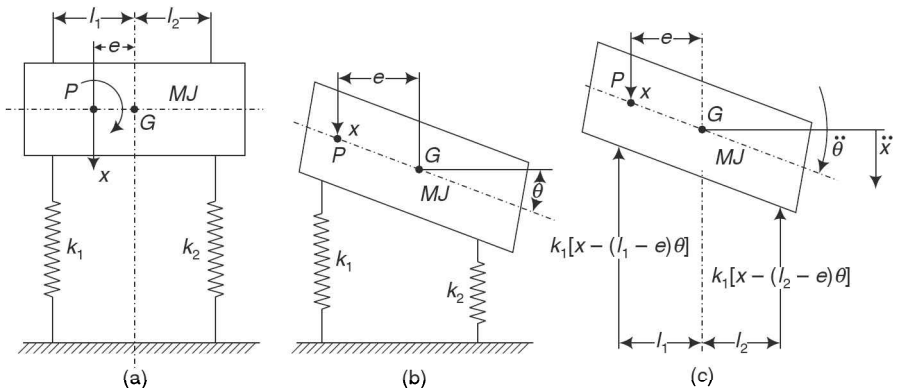 l₁ l₂
e
P MJ
G
x
k₁ k₂
(a)
e
P x G
MJ θ
k₁ k₂
(b)
e
P x G
MJ θ̈ ẍ
k₁[x – (l₁ – e)θ]
k₁[x – (l₂ – e)θ]
l₁ l₂
(c)